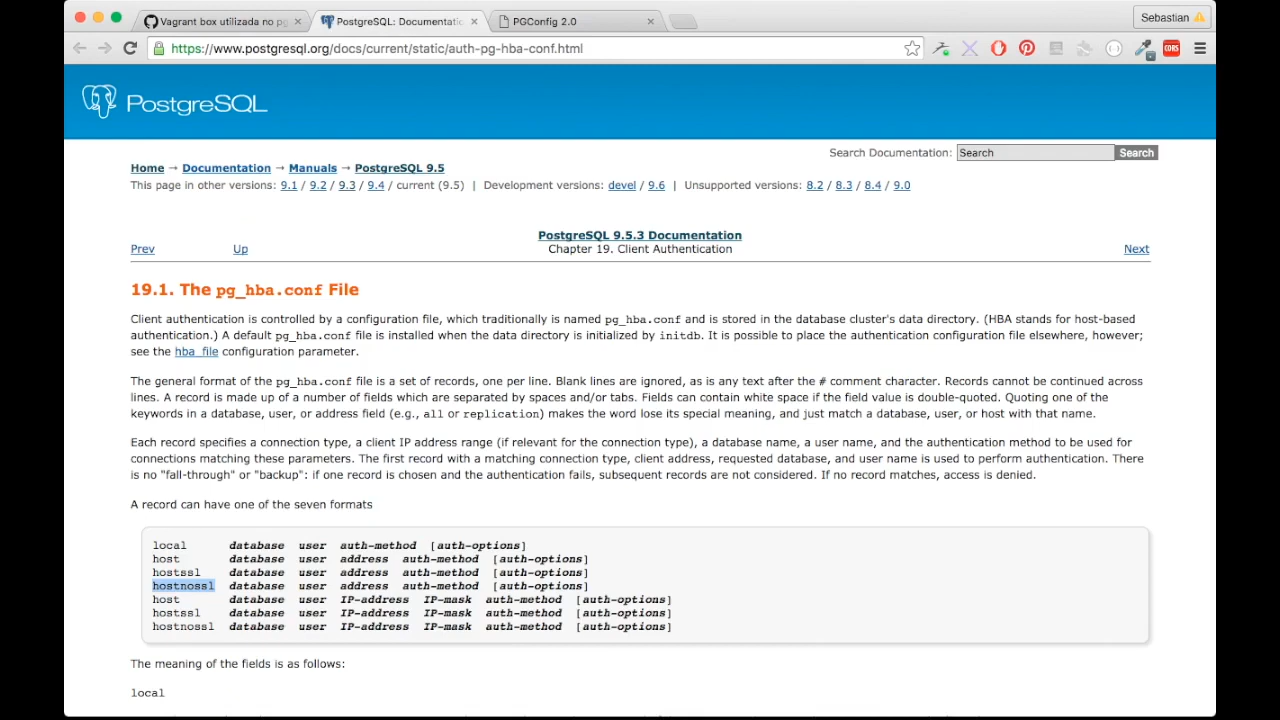 Vagrant box utilizada no pg
PostgreSQL: Documentatio
PGConfig 2.0
Sebastian
https://www.postgresql.org/docs/current/static/auth-pg-hba-conf.html
CORS
PostgreSQL
Search Documentation: Search Search
Home → Documentation → Manuals → PostgreSQL 9.5
This page in other versions: 9.1 / 9.2 / 9.3 / 9.4 / current (9.5) | Development versions: devel / 9.6 | Unsupported versions: 8.2 / 8.3 / 8.4 / 9.0
PostgreSQL 9.5.3 Documentation
Prev Up Chapter 19. Client Authentication Next
19.1. The pg_hba.conf File
Client authentication is controlled by a configuration file, which traditionally is named pg_hba.conf and is stored in the database cluster's data directory. (HBA stands for host-based
authentication.) A default pg_hba.conf file is installed when the data directory is initialized by initdb. It is possible to place the authentication configuration file elsewhere, however;
see the hba_file configuration parameter.
The general format of the pg_hba.conf file is a set of records, one per line. Blank lines are ignored, as is any text after the # comment character. Records cannot be continued across
lines. A record is made up of a number of fields which are separated by spaces and/or tabs. Fields can contain white space if the field value is double-quoted. Quoting one of the
keywords in a database, user, or address field (e.g., all or replication) makes the word lose its special meaning, and just match a database, user, or host with that name.
Each record specifies a connection type, a client IP address range (if relevant for the connection type), a database name, a user name, and the authentication method to be used for
connections matching these parameters. The first record with a matching connection type, client address, requested database, and user name is used to perform authentication. There
is no "fall-through" or "backup": if one record is chosen and the authentication fails, subsequent records are not considered. If no record matches, access is denied.
A record can have one of the seven formats
local database user auth-method [auth-options]
host database user address auth-method [auth-options]
hostssl database user address auth-method [auth-options]
hostnossl database user address auth-method [auth-options]
host database user IP-address IP-mask auth-method [auth-options]
hostssl database user IP-address IP-mask auth-method [auth-options]
hostnossl database user IP-address IP-mask auth-method [auth-options]
The meaning of the fields is as follows:
local